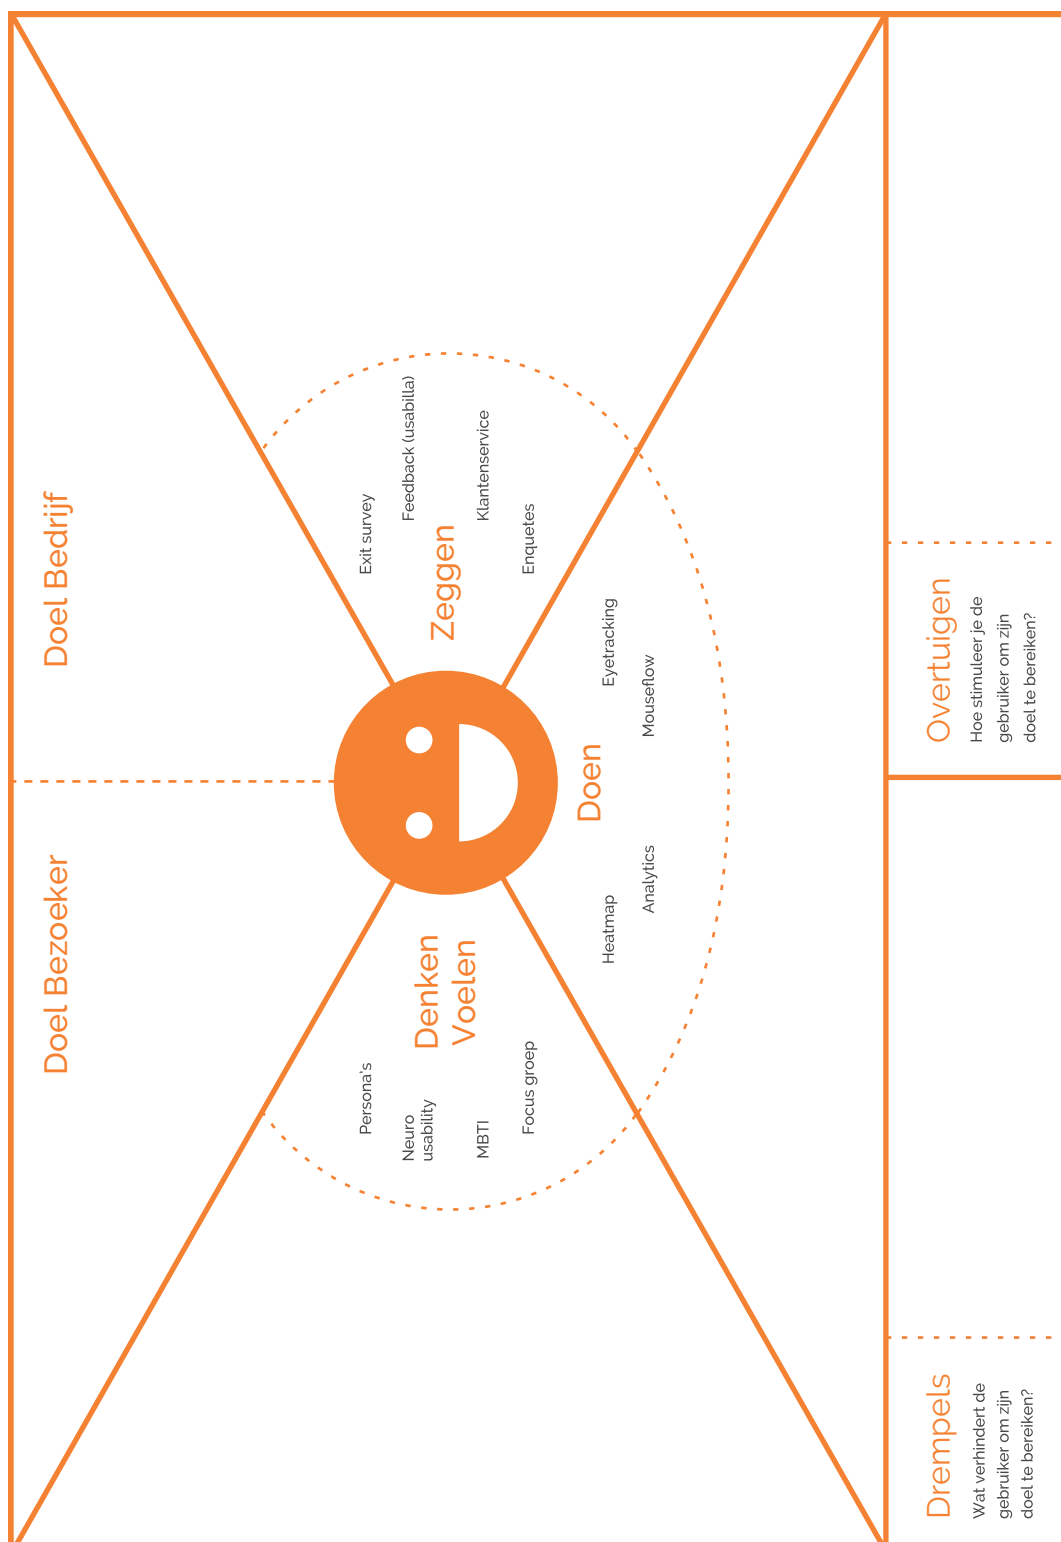 Doel Bezoeker
Doel Bedrijf
Denken
Voelen
Persona's
Neuro
usability
MBTI
Focus groep
Zeggen
Exit survey
Feedback (usabilla)
Klantenservice
Enquetes
Doen
Heatmap
Analytics
Eyetracking
Mouseflow
Drempels
Wat verhindert de
gebruiker om zijn
doel te bereiken?
Overtuigen
Hoe stimuleer je de
gebruiker om zijn
doel te bereiken?